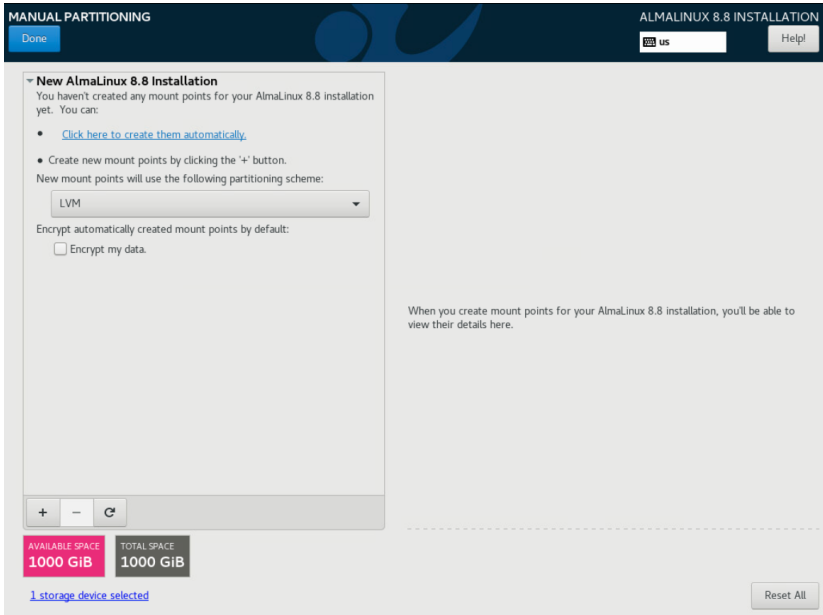 MANUAL PARTITIONING
ALMALINUX 8.8 INSTALLATION
Done
us
Help!
New AlmaLinux 8.8 Installation
You haven't created any mount points for your AlmaLinux 8.8 installation
yet. You can:
• Click here to create them automatically.
• Create new mount points by clicking the '+' button.
New mount points will use the following partitioning scheme:
LVM
Encrypt automatically created mount points by default:
Encrypt my data.
When you create mount points for your AlmaLinux 8.8 installation, you'll be able to
view their details here.
+ −
AVAILABLE SPACE
1000 GiB
TOTAL SPACE
1000 GiB
1 storage device selected
Reset All